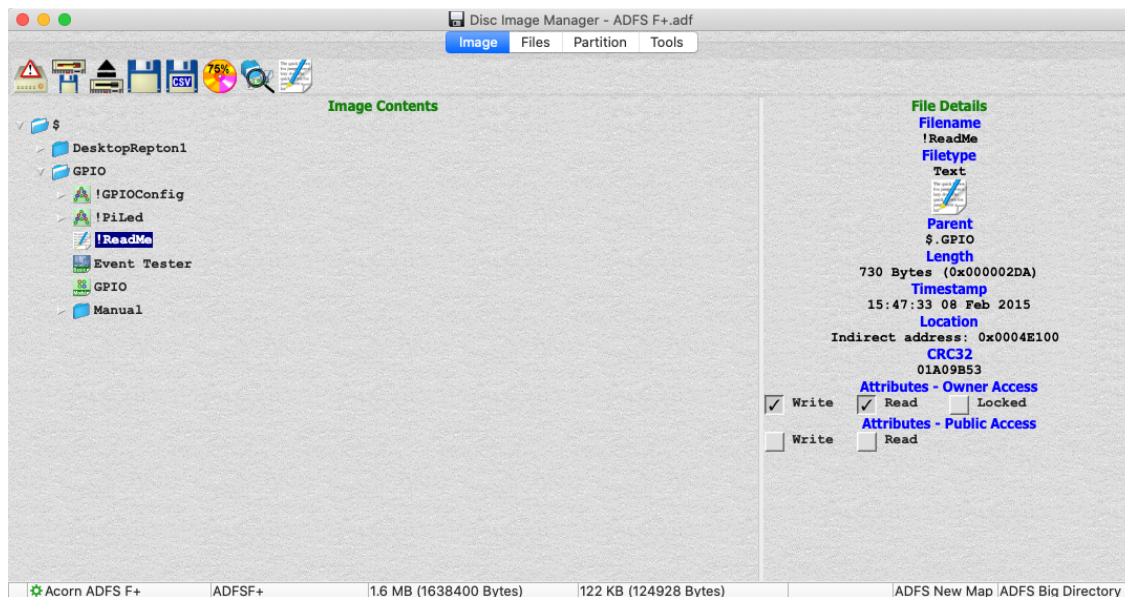 Disc Image Manager - ADFS F+.adf
Image Files Partition Tools
75%
CSV
Image Contents
$
DesktopRepton1
GPIO
!GPIOConfig
!PiLed
!ReadMe
Event Tester
GPIO
Manual
File Details
Filename
!ReadMe
Filetype
Text
Parent
$.GPIO
Length
730 Bytes (0x000002DA)
Timestamp
15:47:33 08 Feb 2015
Location
Indirect address: 0x0004E100
CRC32
01A09B53
Attributes - Owner Access
Write Read Locked
Attributes - Public Access
Write Read
Acorn ADFS F+ ADFSF+ 1.6 MB (1638400 Bytes) 122 KB (124928 Bytes) ADFS New Map ADFS Big Directory